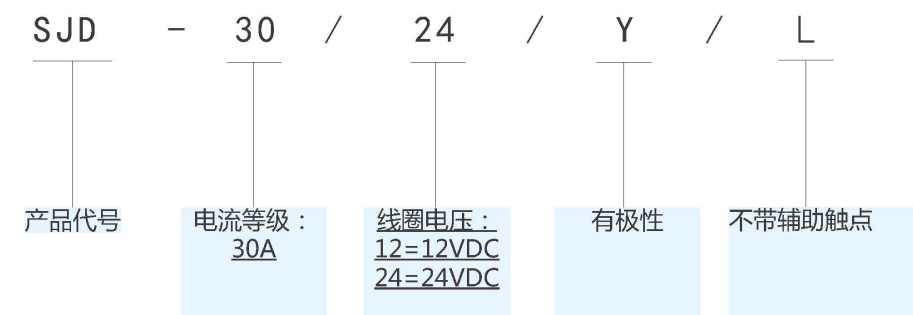 SJD - 30 / 24 / Y / L
产品代号
电流等级：
30A
线圈电压：
12=12VDC
24=24VDC
有极性
不带辅助触点